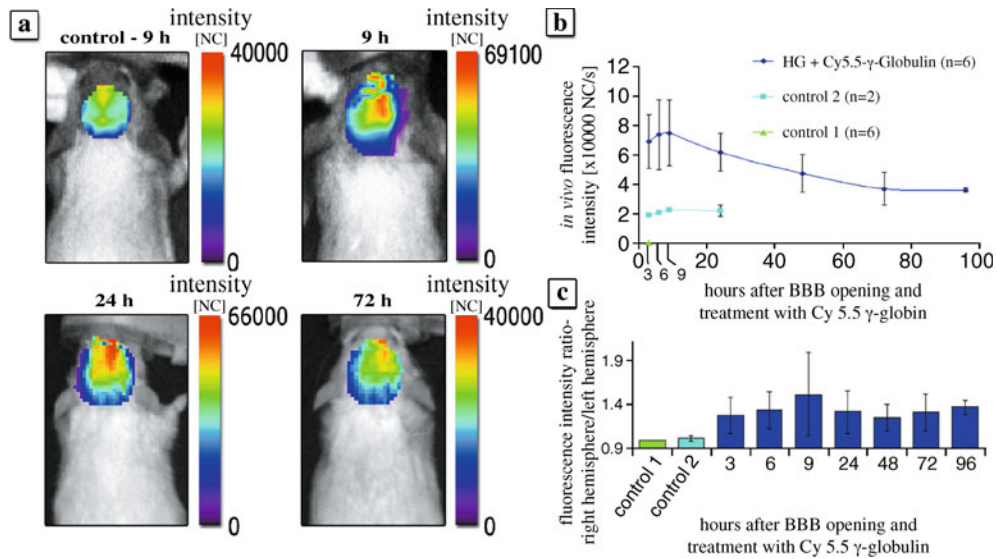 a
intensity
[NC]
control - 9 h
40000
0
intensity
[NC]
9 h
69100
0
intensity
[NC]
24 h
66000
0
intensity
[NC]
72 h
40000
0
b
HG + Cy5.5-γ-Globulin (n=6)
control 2 (n=2)
control 1 (n=6)
in vivo fluorescence
intensity [x10000 NC/s]
12
10
8
6
4
2
0
0 20 40 60 80 100
3 6 9
hours after BBB opening and
treatment with Cy 5.5 γ-globin
c
fluorescence intensity ratio-
right hemisphere/left hemisphere
1.9
1.4
0.9
control 1 control 2 3 6 9 24 48 72 96
hours after BBB opening and
treatment with Cy 5.5 γ-globulin